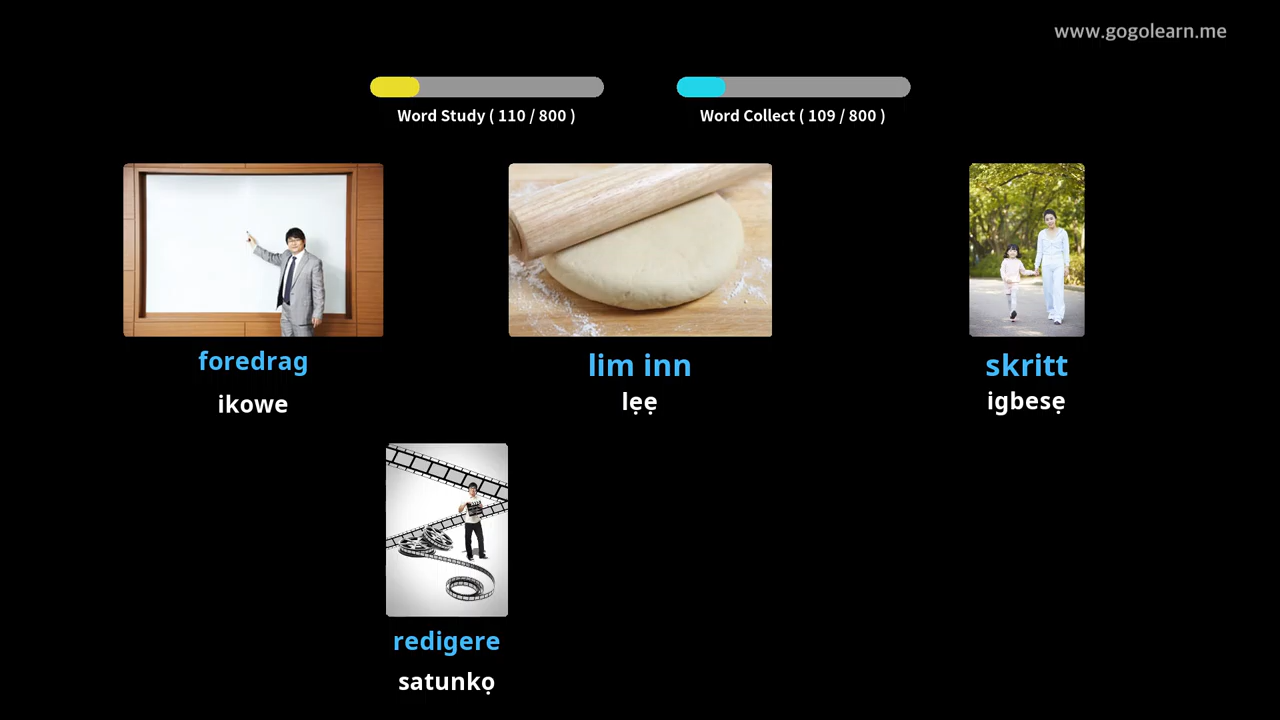 www.gogolearn.me
Word Study ( 110 / 800 )
Word Collect ( 109 / 800 )
foredrag
ikowe
lim inn
lẹẹ
skritt
igbesẹ
redigere
satunkọ